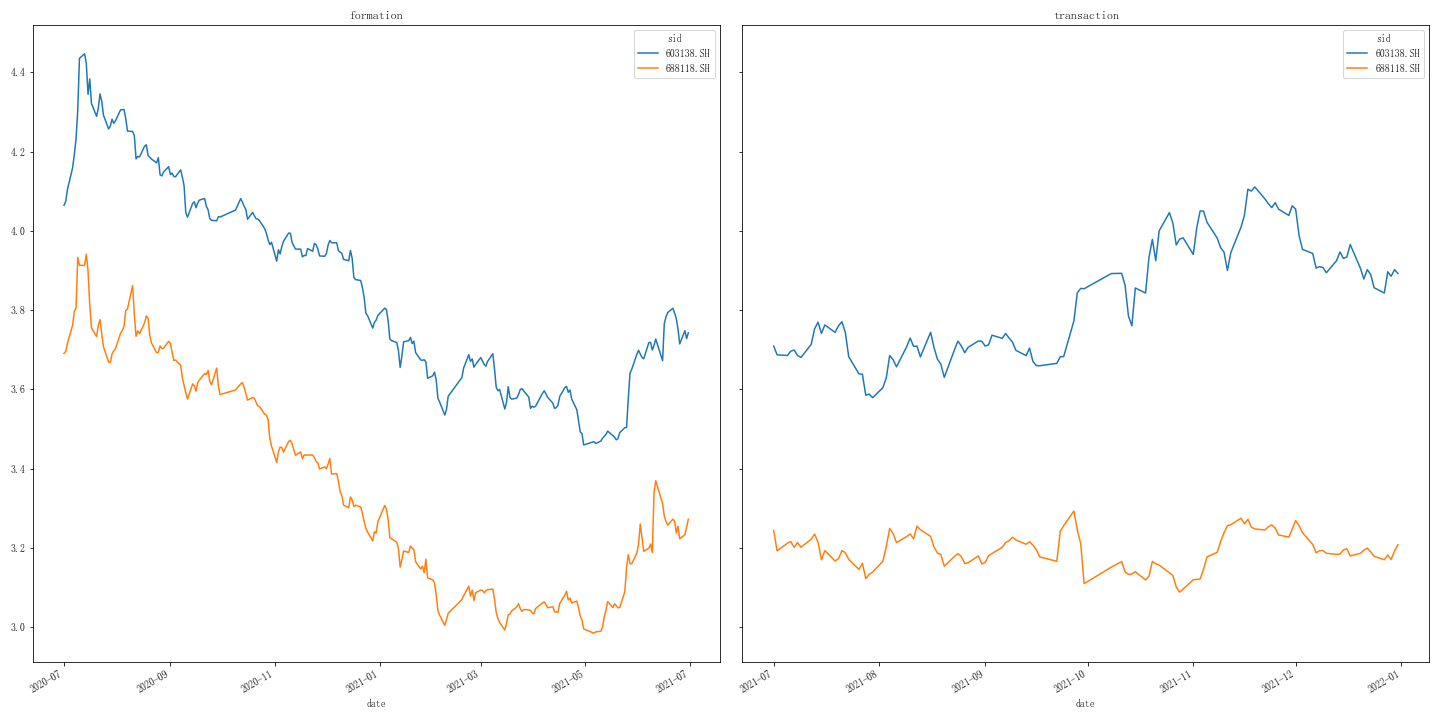 formation
sid
603138.SH
688118.SH
4.4
4.2
4.0
3.8
3.6
3.4
3.2
3.0
2020-07
2020-09
2020-11
2021-01
2021-03
2021-05
2021-07
date
transaction
sid
603138.SH
688118.SH
2021-07
2021-08
2021-09
2021-10
2021-11
2021-12
2022-01
date